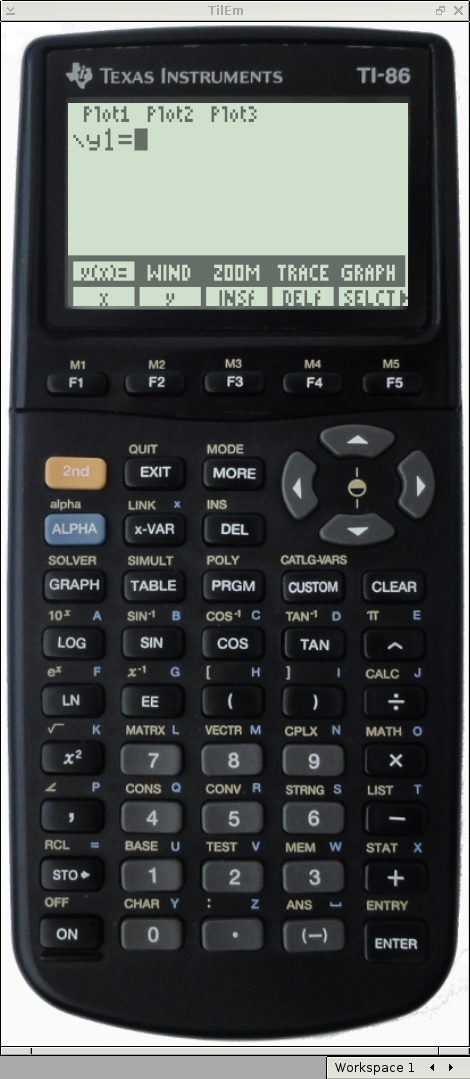 TilEm
TEXAS INSTRUMENTS TI-86
Plot1 Plot2 Plot3
\y1=
y(x)= WIND ZOOM TRACE GRAPH
x y INSf DELf SELCT▶
M1 M2 M3 M4 M5
F1 F2 F3 F4 F5
QUIT MODE
2nd EXIT MORE
alpha LINK x INS
ALPHA x-VAR DEL
SOLVER SIMULT POLY CATLG-VARS
GRAPH TABLE PRGM CUSTOM CLEAR
10ˣ A SIN⁻¹ B COS⁻¹ C TAN⁻¹ D π E
LOG SIN COS TAN ^
eˣ F x⁻¹ G [ H ] I CALC J
LN EE ( ) ÷
√ K MATRX L VECTR M CPLX N MATH O
x² 7 8 9 ×
∠ P CONS Q CONV R STRNG S LIST T
, 4 5 6 −
RCL = BASE U TEST V MEM W STAT X
STO▸ 1 2 3 +
OFF CHAR Y : Z ANS ⎵ ENTRY
ON 0 . (−) ENTER
Workspace 1